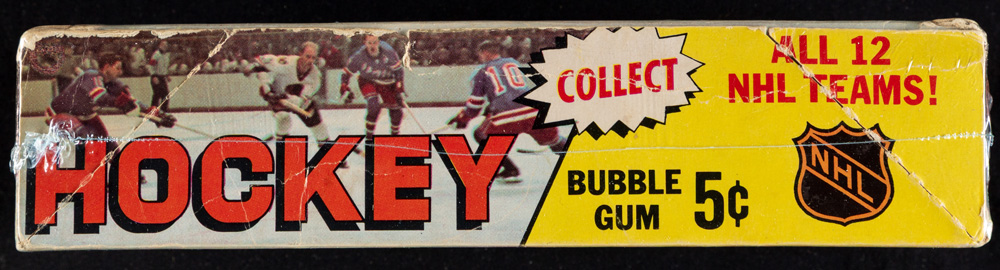 HOCKEY
COLLECT
ALL 12
NHL TEAMS!
BUBBLE
GUM
5¢
NHL
10